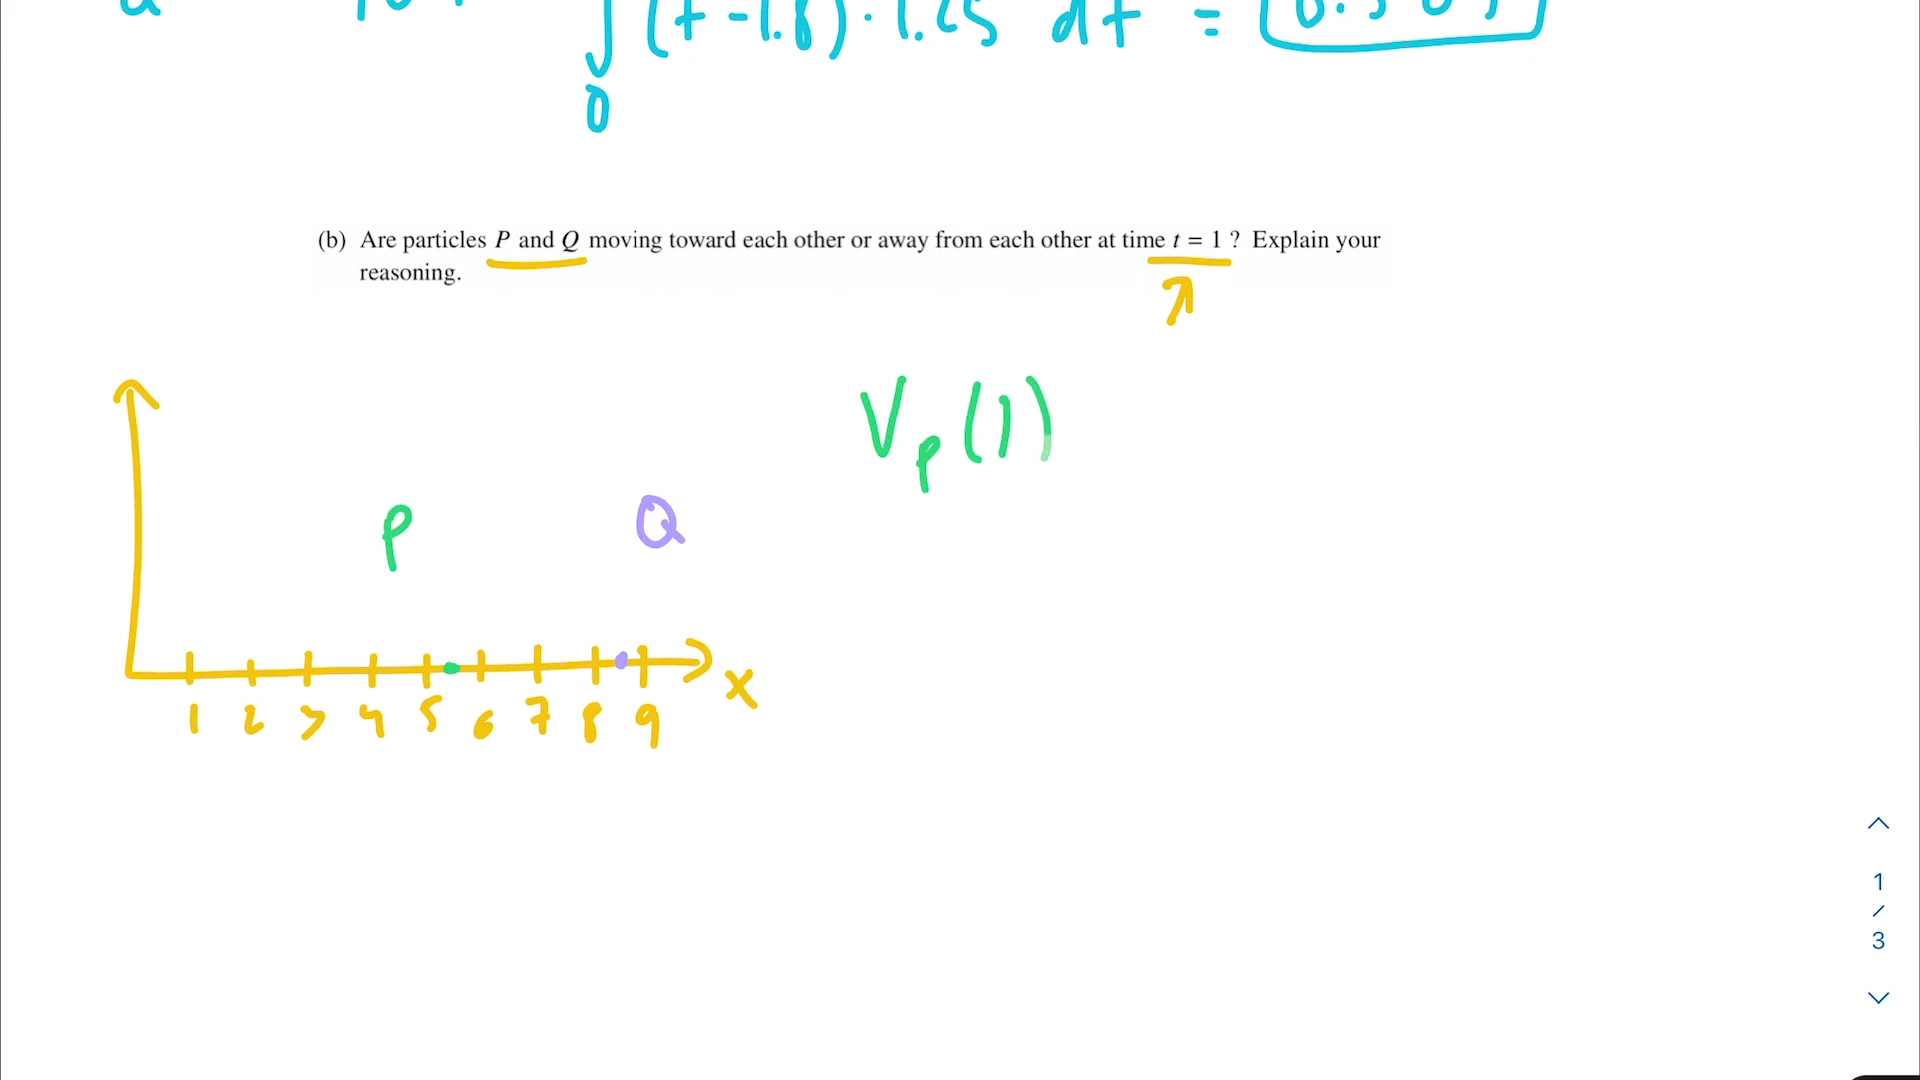 ∫ (t - 1.8) · 1.25 dt =
0
(b) Are particles P and Q moving toward each other or away from each other at time t = 1 ? Explain your
reasoning.
V_P(1)
P Q
x
1 2 3 4 5 6 7 8 9
1
/
3